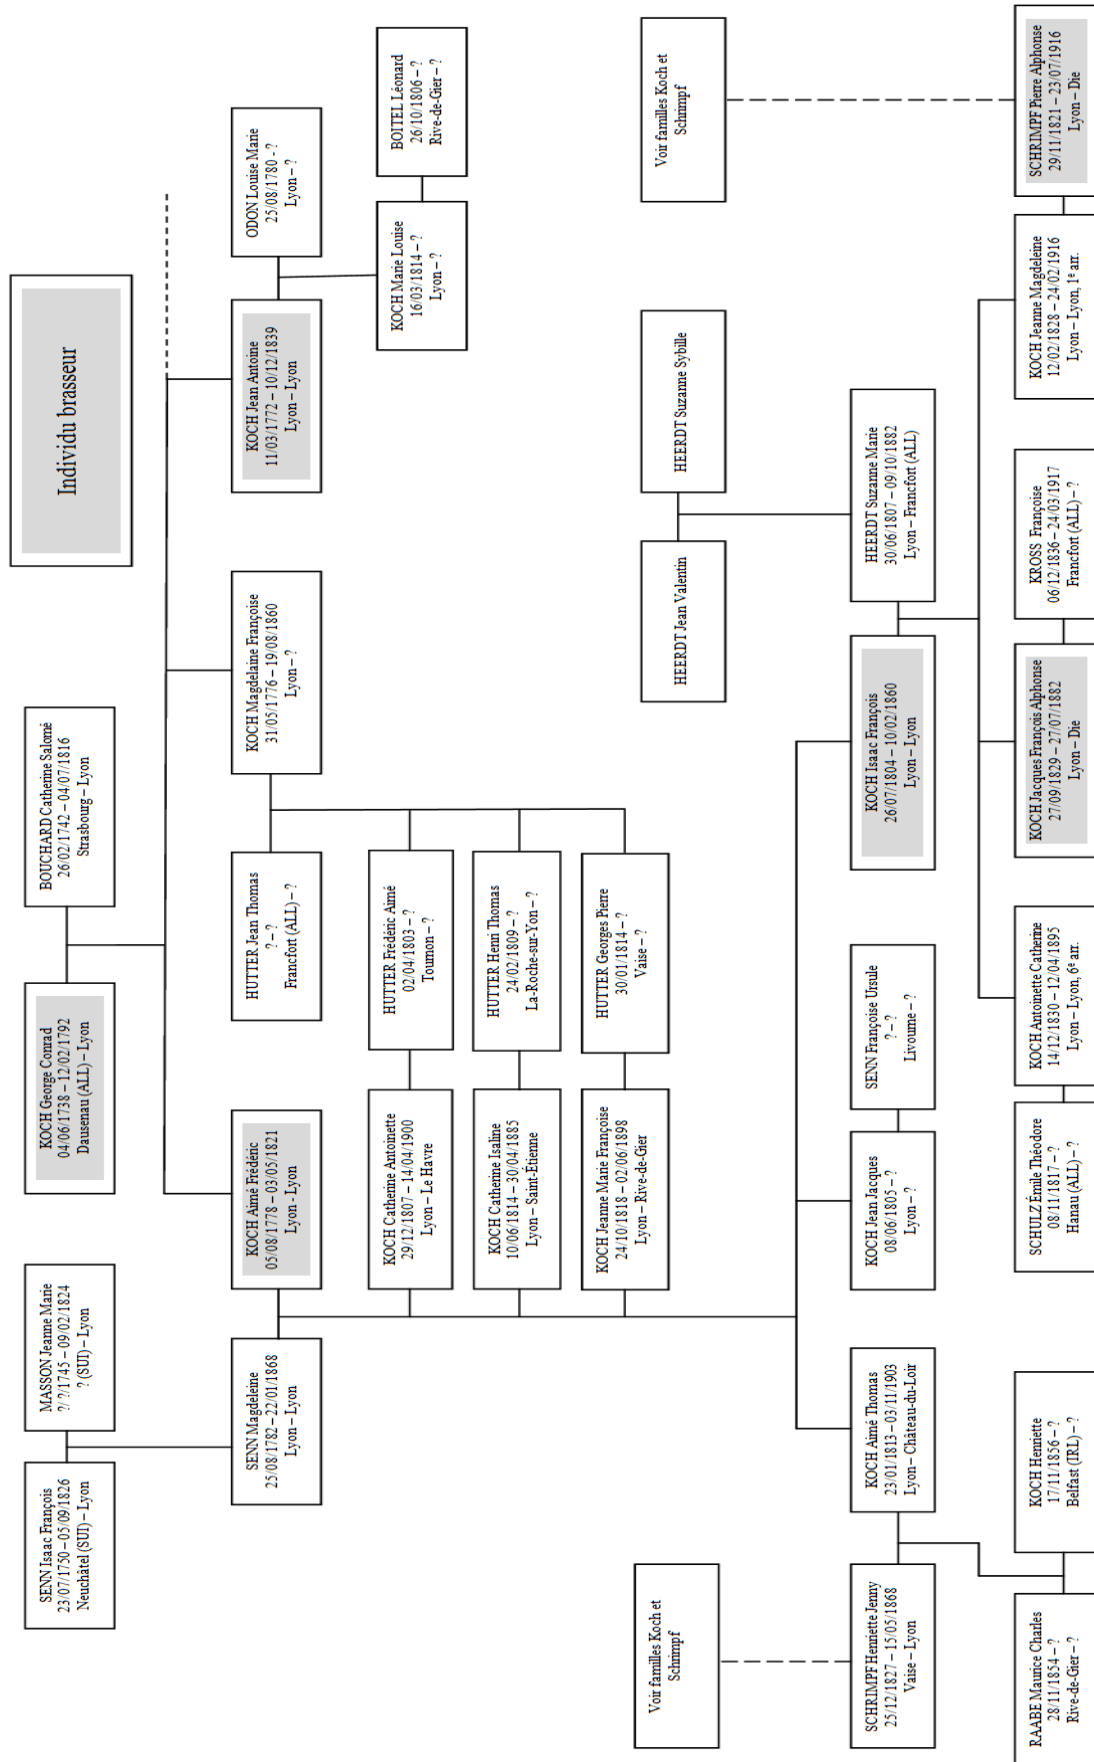 Individu brasseur
SENN Isaac François
23/07/1750 – 05/09/1826
Neuchâtel (SUI) – Lyon
MASSON Jeanne Marie
?/ ?/1745 – 09/02/1824
? (SUI) – Lyon
KOCH George Conrad
04/06/1738 – 12/02/1792
Dausenau (ALL) – Lyon
BOUCHARD Catherine Salomé
26/02/1742 – 04/07/1816
Strasbourg – Lyon
SENN Magdeleine
25/08/1782 – 22/01/1868
Lyon – Lyon
KOCH Aimé Frédéric
05/08/1778 – 03/05/1821
Lyon - Lyon
HUTTER Jean Thomas
? – ?
Francfort (ALL) – ?
KOCH Magdelaine Françoise
31/05/1776 – 19/08/1860
Lyon – ?
KOCH Jean Antoine
11/03/1772 – 10/12/1839
Lyon – Lyon
ODON Louise Marie
25/08/1780 - ?
Lyon – ?
KOCH Catherine Antoinette
29/12/1807 – 14/04/1900
Lyon – Le Havre
HUTTER Frédéric Aimé
02/04/1803 – ?
Tournon – ?
KOCH Marie Louise
16/03/1814 – ?
Lyon – ?
BOITEL Léonard
26/10/1806 – ?
Rive-de-Gier – ?
KOCH Catherine Isaline
10/06/1814 – 30/04/1885
Lyon – Saint-Étienne
HUTTER Henri Thomas
24/02/1809 – ?
La-Roche-sur-Yon – ?
KOCH Jeanne Marie Françoise
24/10/1818 – 02/06/1898
Lyon – Rive-de-Gier
HUTTER Georges Pierre
30/01/1814 – ?
Vaise – ?
Voir familles Koch et
Schrimpf
HEERDT Jean Valentin
HEERDT Suzanne Sybille
Voir familles Koch et
Schrimpf
SCHRIMPF Henriette Jenny
25/12/1827 – 15/05/1868
Vaise – Lyon
KOCH Aimé Thomas
23/01/1813 – 03/11/1903
Lyon – Château-du-Loir
KOCH Jean Jacques
08/06/1805 – ?
Lyon – ?
SENN Françoise Ursule
? – ?
Livourne – ?
KOCH Isaac François
26/07/1804 – 10/02/1860
Lyon – Lyon
HEERDT Suzanne Marie
30/06/1807 – 09/10/1882
Lyon – Francfort (ALL)
RAABE Maurice Charles
28/11/1854 – ?
Rive-de-Gier – ?
KOCH Henriette
17/11/1856 – ?
Belfast (IRL) – ?
SCHULZ Émile Théodore
08/11/1817 – ?
Hanau (ALL) – ?
KOCH Antoinette Catherine
14/12/1830 – 12/04/1895
Lyon – Lyon, 6e arr.
KOCH Jacques François Alphonse
27/09/1829 – 27/07/1882
Lyon – Die
KROSS Françoise
06/12/1836 – 24/03/1917
Francfort (ALL) – ?
KOCH Jeanne Magdeleine
12/02/1828 – 24/02/1916
Lyon – Lyon, 1e arr.
SCHRIMPF Pierre Alphonse
29/11/1821 – 23/07/1916
Lyon – Die